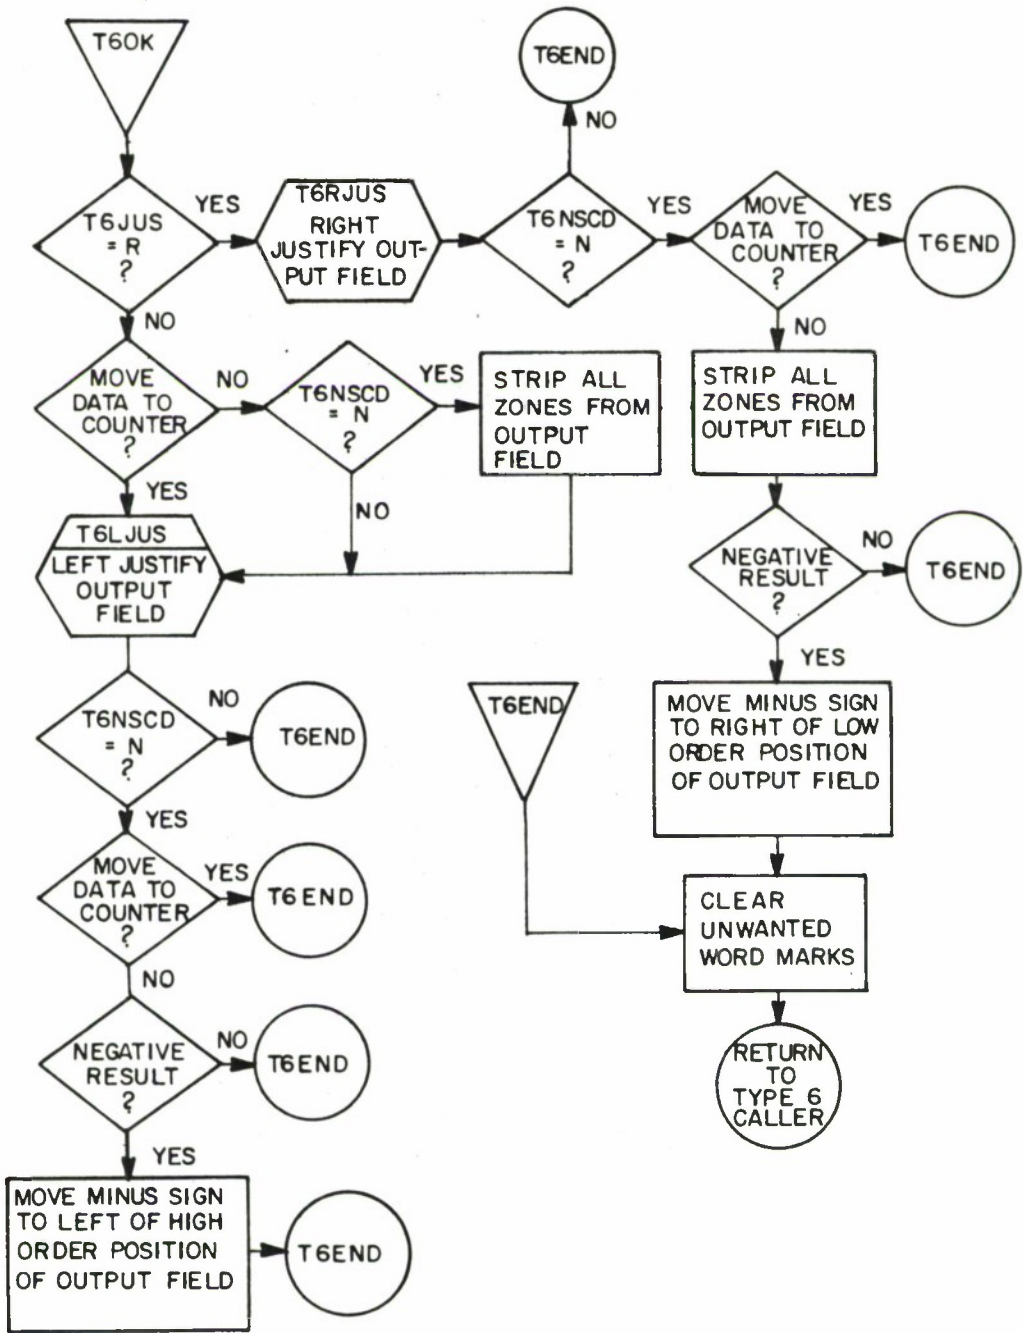 T6OK
T6END
NO
T6JUS
= R
?
YES
T6RJUS
RIGHT
JUSTIFY OUT-
PUT FIELD
T6NSCD
= N
?
YES
MOVE
DATA TO
COUNTER
?
YES
T6END
NO
NO
MOVE
DATA TO
COUNTER
?
NO
T6NSCD
= N
?
YES
STRIP ALL
ZONES FROM
OUTPUT
FIELD
STRIP ALL
ZONES FROM
OUTPUT FIELD
YES
NO
T6LJUS
LEFT JUSTIFY
OUTPUT
FIELD
NEGATIVE
RESULT
?
NO
T6END
YES
T6NSCD
= N
?
NO
T6END
T6END
MOVE MINUS SIGN
TO RIGHT OF LOW
ORDER POSITION
OF OUTPUT FIELD
YES
MOVE
DATA TO
COUNTER
?
YES
T6END
CLEAR
UNWANTED
WORD MARKS
NO
NEGATIVE
RESULT
?
NO
T6END
RETURN
TO
TYPE 6
CALLER
YES
MOVE MINUS SIGN
TO LEFT OF HIGH
ORDER POSITION
OF OUTPUT FIELD
T6END